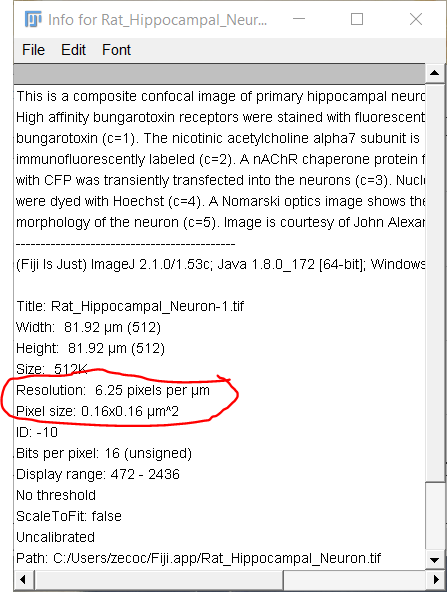 Info for Rat_Hippocampal_Neur...
File Edit Font
This is a composite confocal image of primary hippocampal neuro
High affinity bungarotoxin receptors were stained with fluorescent
bungarotoxin (c=1). The nicotinic acetylcholine alpha7 subunit is
immunofluorescently labeled (c=2). A nAChR chaperone protein f
with CFP was transiently transfected into the neurons (c=3). Nucl
were dyed with Hoechst (c=4). A Nomarski optics image shows the
morphology of the neuron (c=5). Image is courtesy of John Alexan
--------------------------------------------
(Fiji Is Just) ImageJ 2.1.0/1.53c; Java 1.8.0_172 [64-bit]; Windows
Title: Rat_Hippocampal_Neuron-1.tif
Width:  81.92 µm (512)
Height:  81.92 µm (512)
Size:  512K
Resolution:  6.25 pixels per µm
Pixel size: 0.16x0.16 µm^2
ID: -10
Bits per pixel: 16 (unsigned)
Display range: 472 - 2436
No threshold
ScaleToFit: false
Uncalibrated
Path: C:/Users/zecoc/Fiji.app/Rat_Hippocampal_Neuron.tif